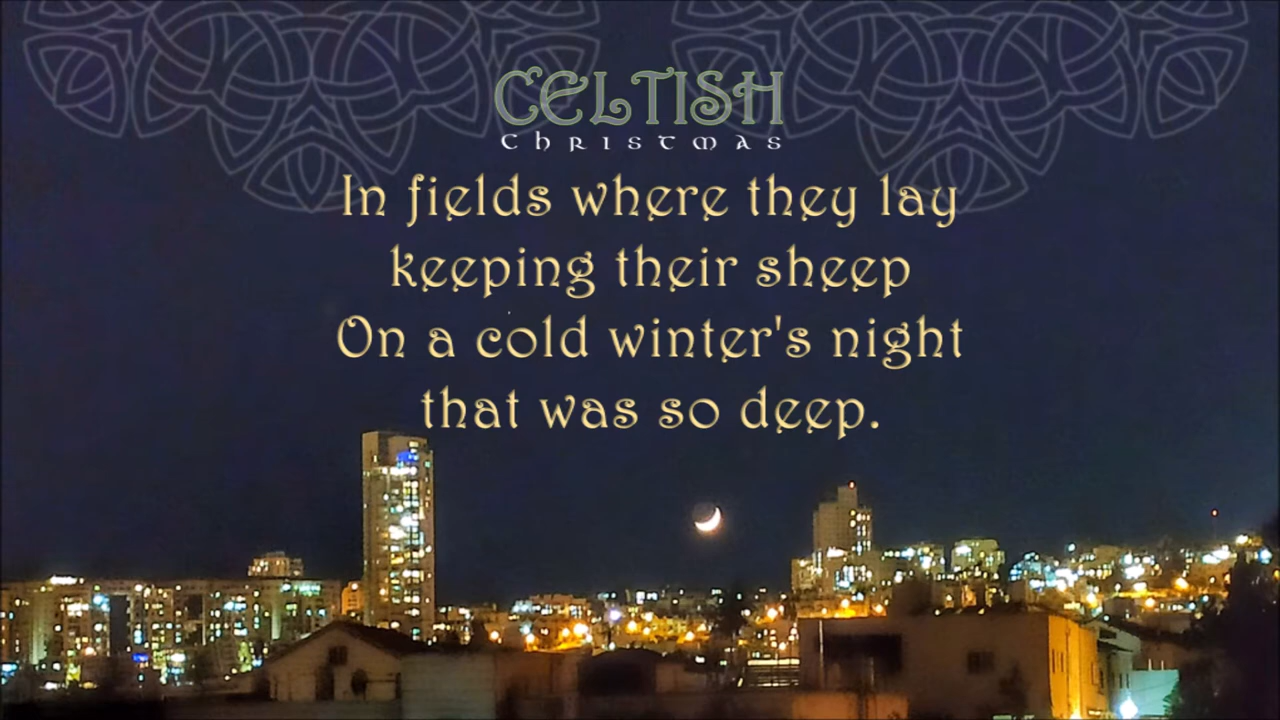 CELTISH
Christmas
In fields where they lay
keeping their sheep
On a cold winter's night
that was so deep.